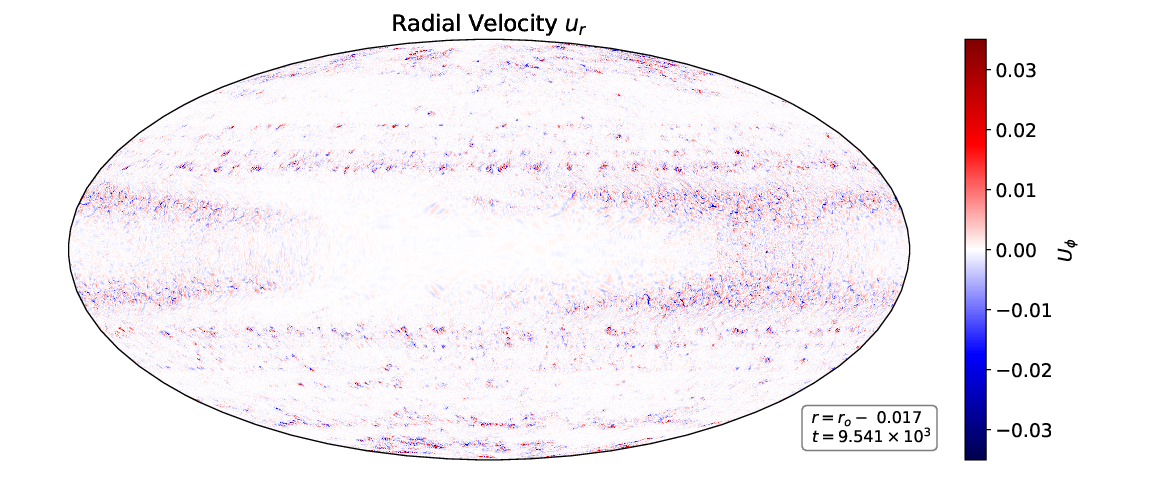 Radial Velocity $u_r$
0.03
0.02
0.01
0.00
−0.01
−0.02
−0.03
$U_\phi$
$r = r_o -$ 0.017
$t = 9.541 \times 10^3$